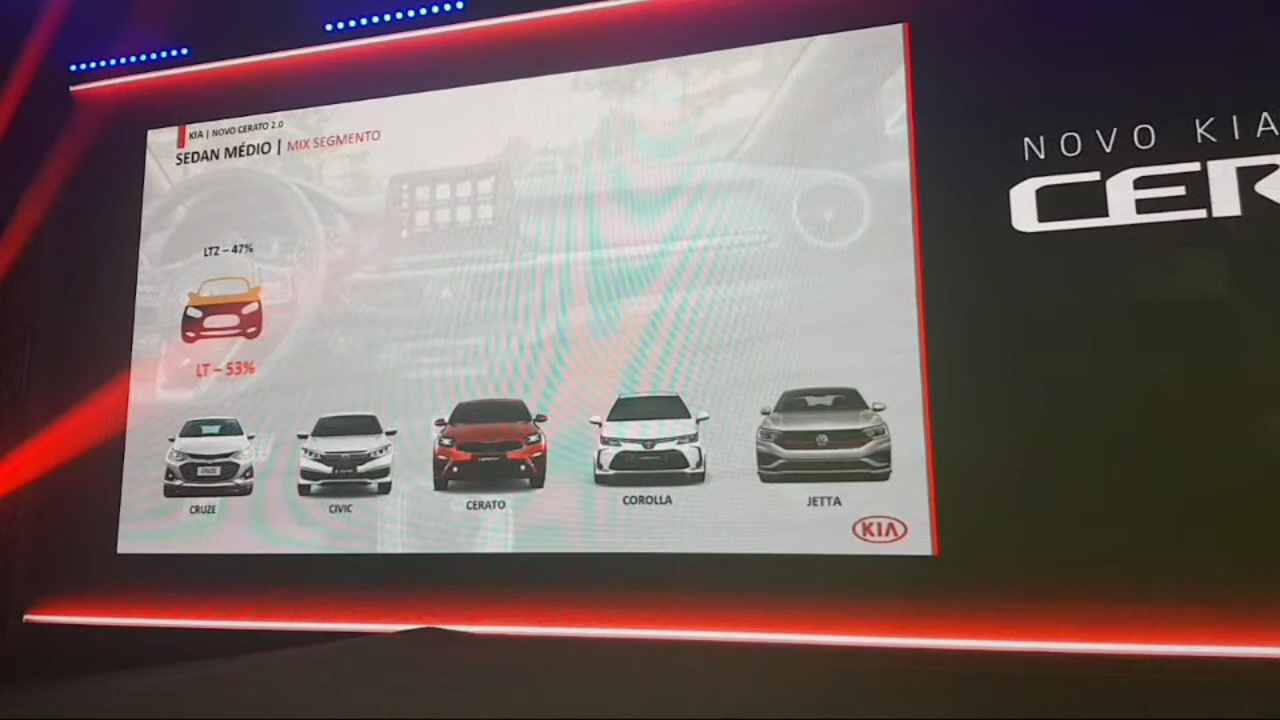 KIA | NOVO CERATO 2.0
SEDAN MÉDIO | MIX SEGMENTO
LTZ – 47%
LT – 53%
CRUZE
CIVIC
CERATO
COROLLA
JETTA
KIA
NOVO KIA
CER